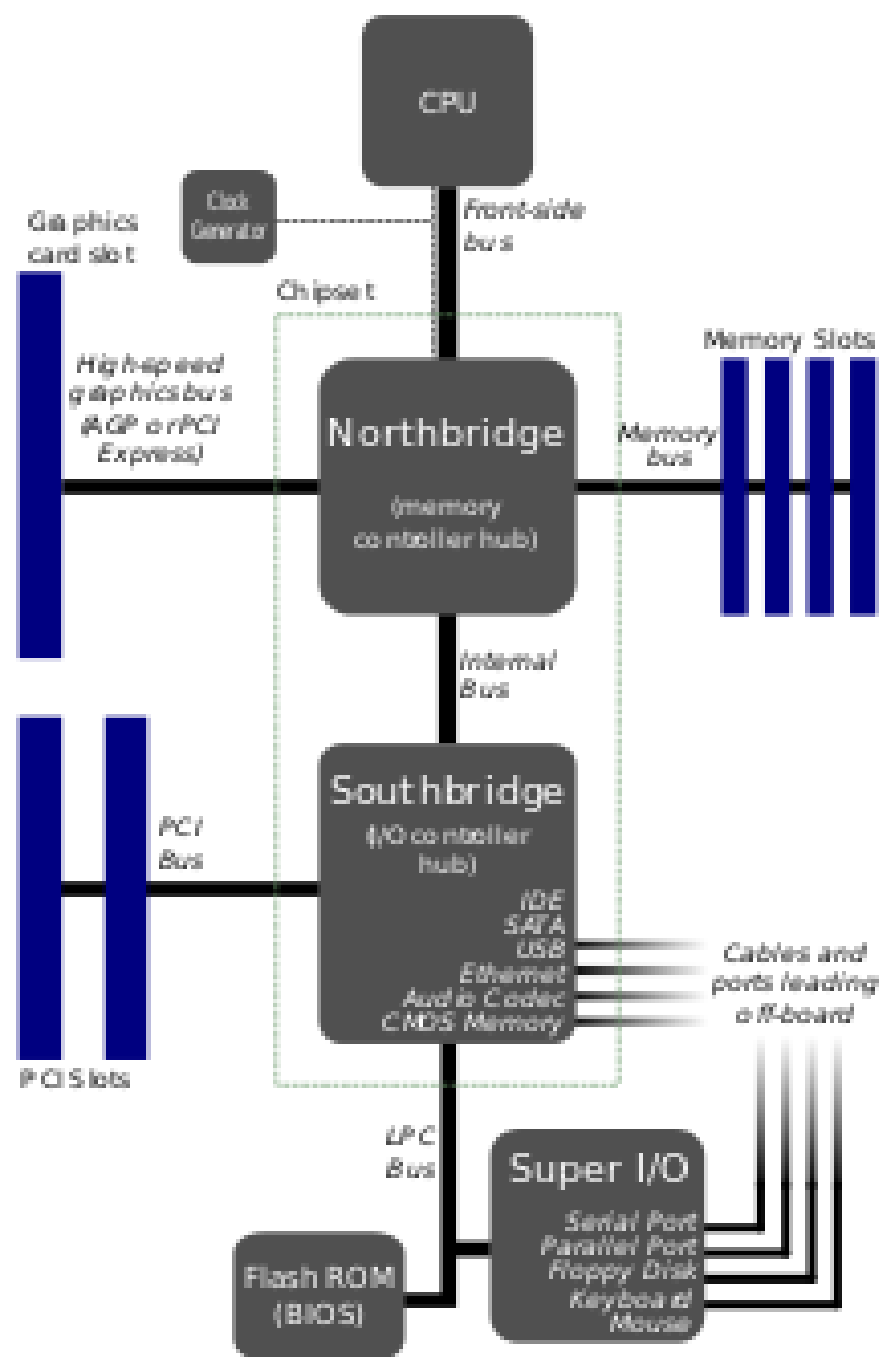 CPU
Clock
Generator
Front-side
bus
Graphics
card slot
Chipset
High-speed
graphics bus
(AGP or PCI
Express)
Northbridge
(memory
controller hub)
Memory
bus
Memory Slots
Internal
Bus
Southbridge
(I/O controller
hub)
PCI
Bus
IDE
SATA
USB
Ethernet
Audio Codec
CMOS Memory
Cables and
ports leading
off-board
PCI Slots
LPC
Bus
Super I/O
Serial Port
Parallel Port
Floppy Disk
Keyboard
Mouse
Flash ROM
(BIOS)